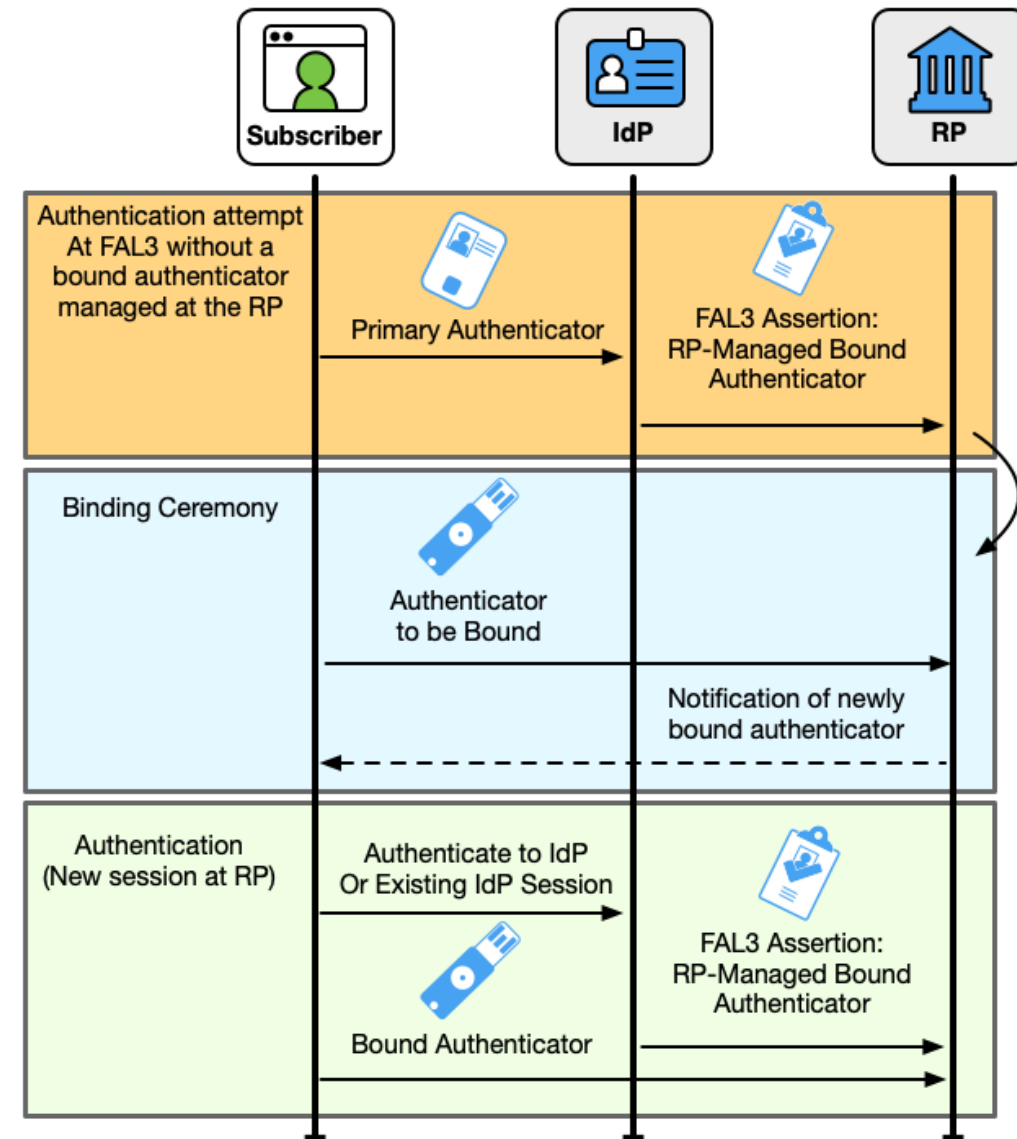 Subscriber
IdP
RP
Authentication attempt
At FAL3 without a
bound authenticator
managed at the RP
Primary Authenticator
FAL3 Assertion:
RP-Managed Bound
Authenticator
Binding Ceremony
Authenticator
to be Bound
Notification of newly
bound authenticator
Authentication
(New session at RP)
Authenticate to IdP
Or Existing IdP Session
FAL3 Assertion:
RP-Managed Bound
Authenticator
Bound Authenticator